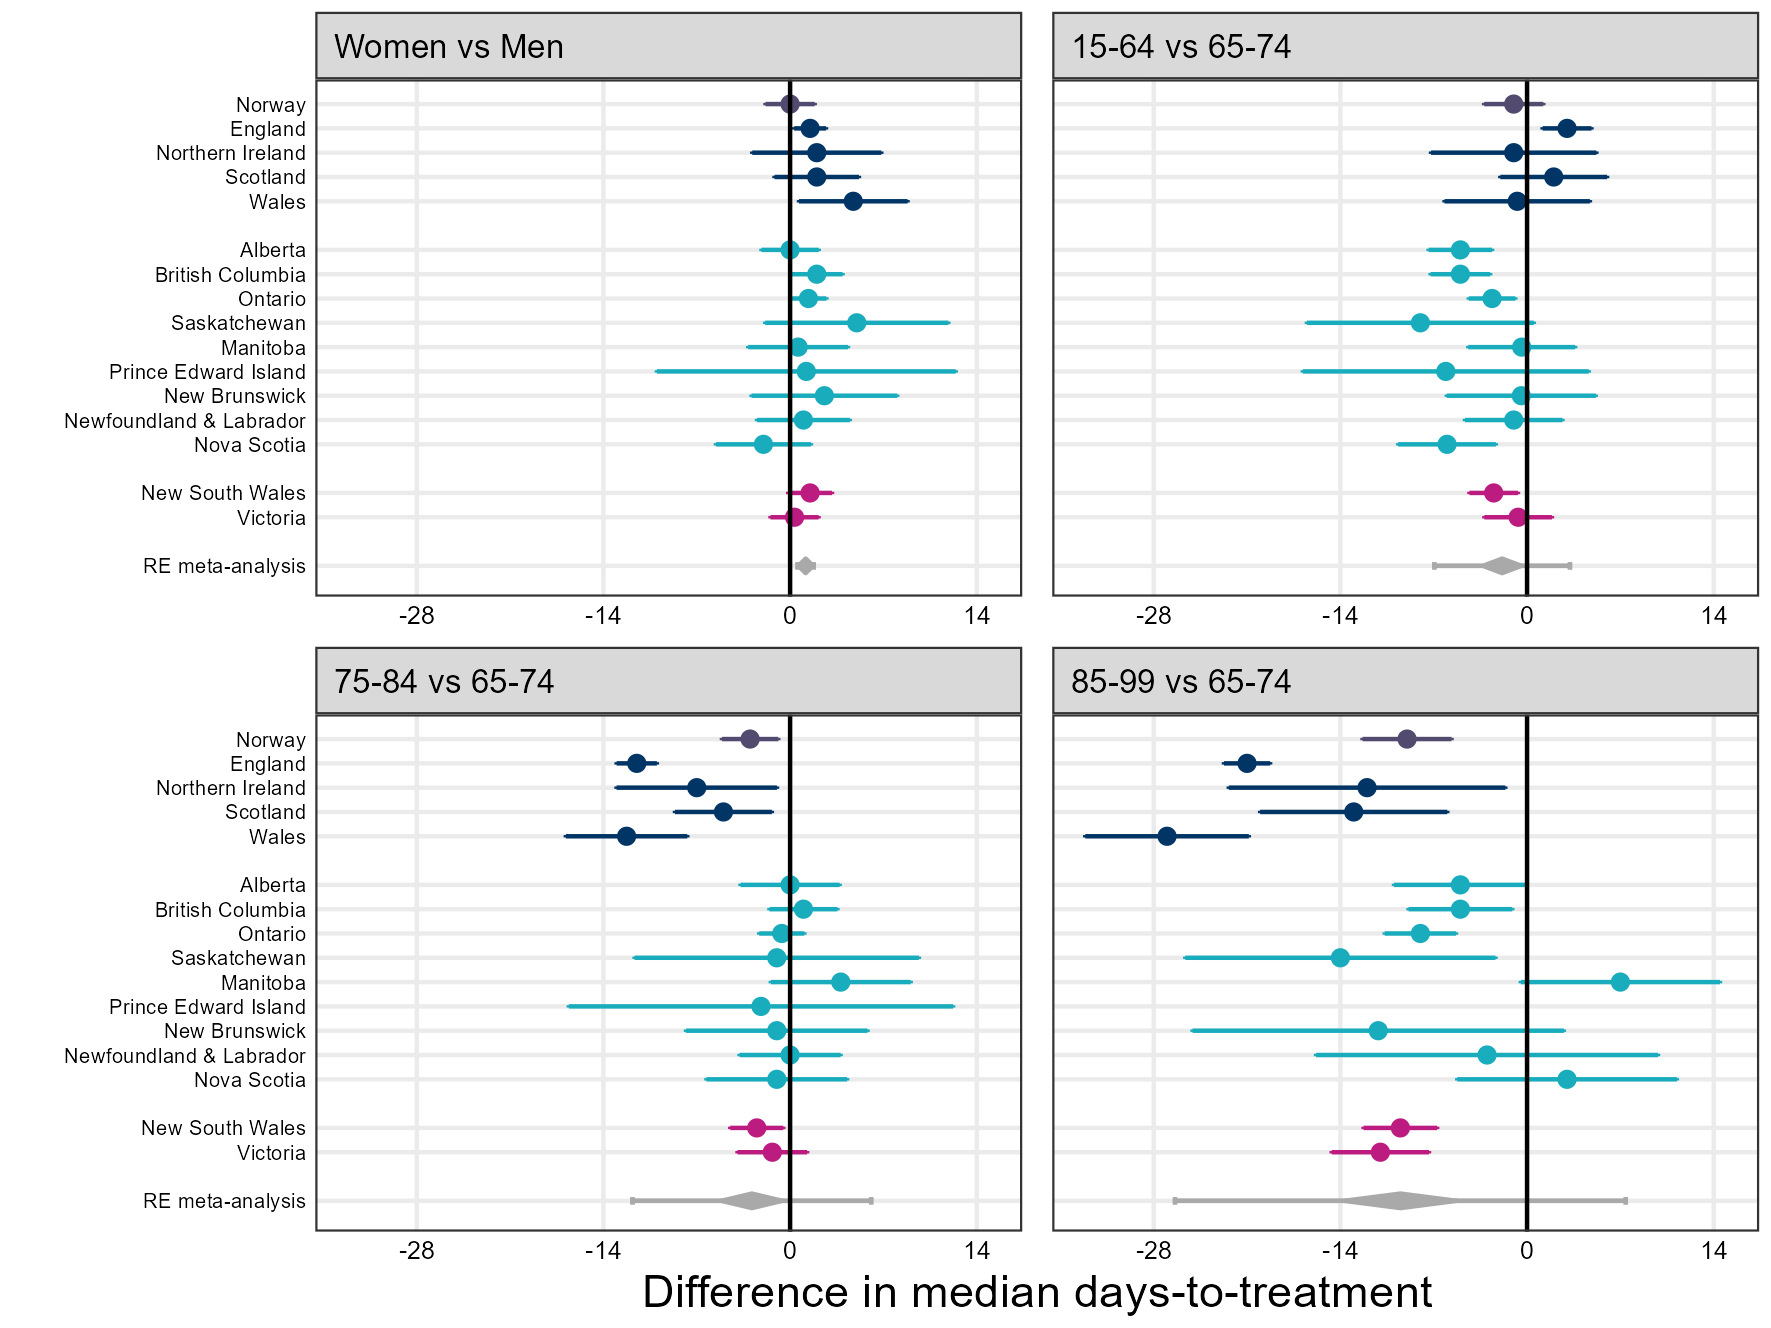 Women vs Men
15-64 vs 65-74
Norway
England
Northern Ireland
Scotland
Wales
Alberta
British Columbia
Ontario
Saskatchewan
Manitoba
Prince Edward Island
New Brunswick
Newfoundland & Labrador
Nova Scotia
New South Wales
Victoria
RE meta-analysis
-28 -14 0 14
-28 -14 0 14
75-84 vs 65-74
85-99 vs 65-74
Norway
England
Northern Ireland
Scotland
Wales
Alberta
British Columbia
Ontario
Saskatchewan
Manitoba
Prince Edward Island
New Brunswick
Newfoundland & Labrador
Nova Scotia
New South Wales
Victoria
RE meta-analysis
-28 -14 0 14
-28 -14 0 14
Difference in median days-to-treatment